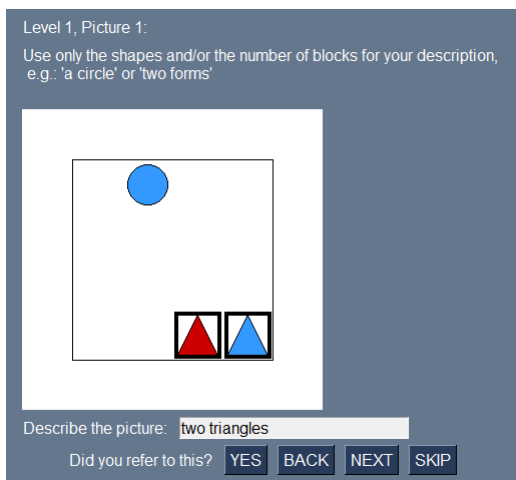 Level 1, Picture 1:
Use only the shapes and/or the number of blocks for your description,
e.g.: 'a circle' or 'two forms'
Describe the picture: two triangles
Did you refer to this? YES BACK NEXT SKIP